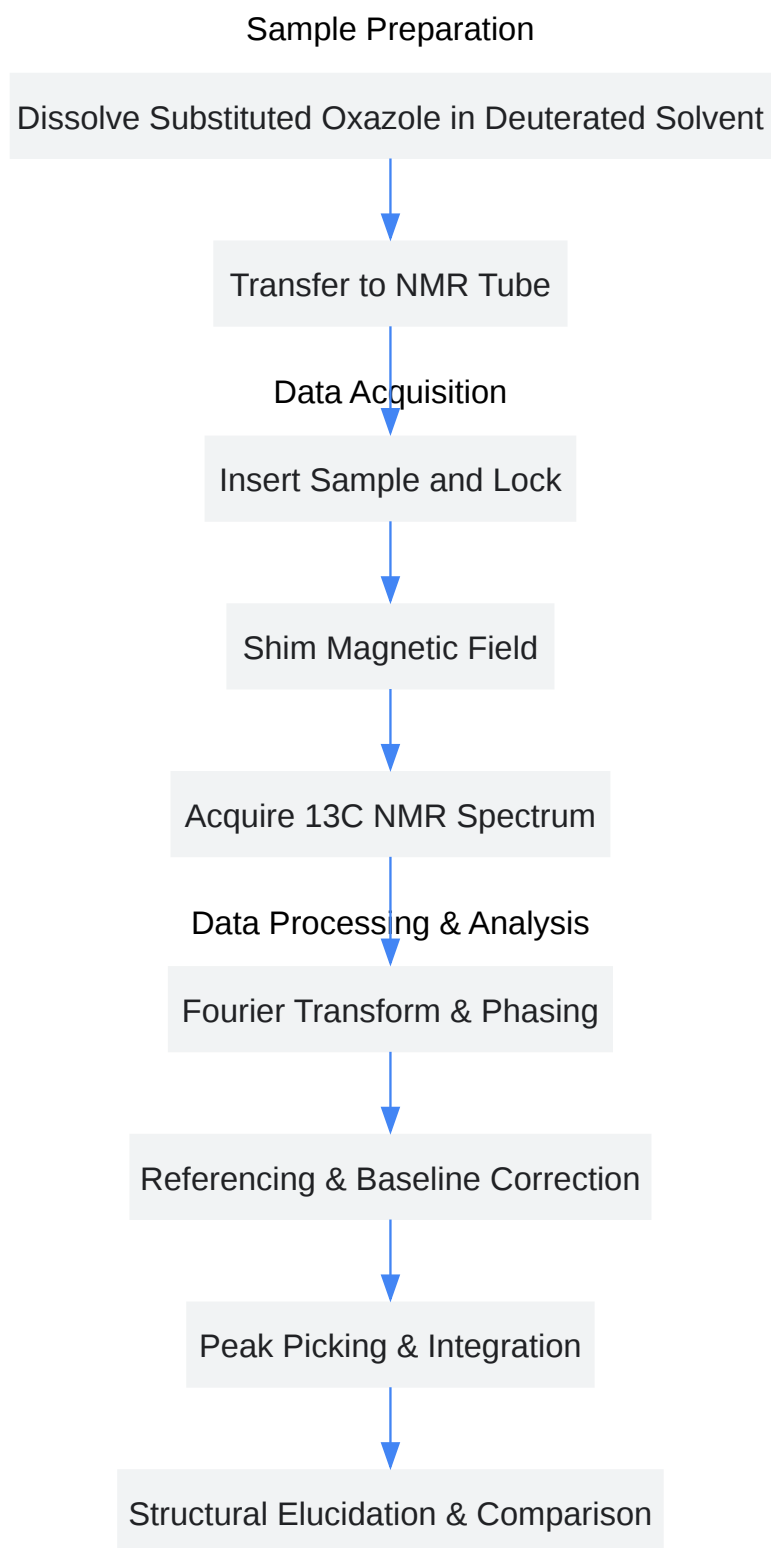 Sample Preparation
Dissolve Substituted Oxazole in Deuterated Solvent
Transfer to NMR Tube
Data Acquisition
Insert Sample and Lock
Shim Magnetic Field
Acquire 13C NMR Spectrum
Data Processing & Analysis
Fourier Transform & Phasing
Referencing & Baseline Correction
Peak Picking & Integration
Structural Elucidation & Comparison